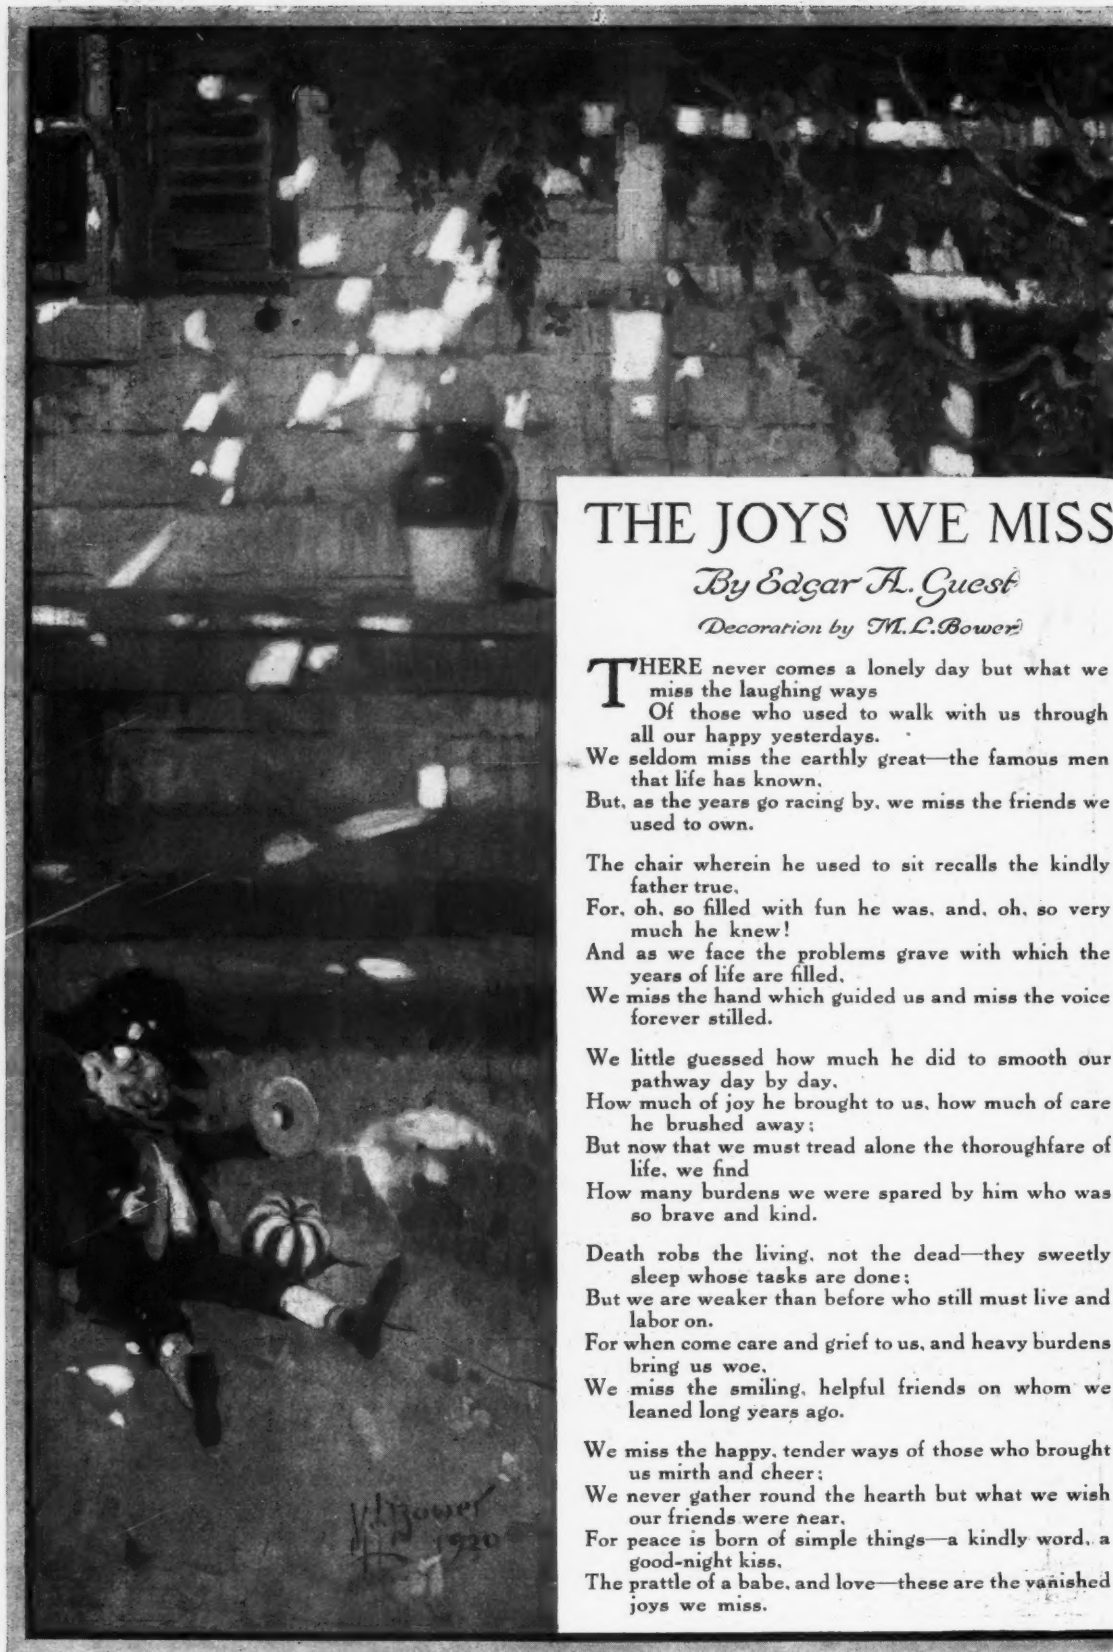 THE JOYS WE MISS
By Edgar A. Guest
Decoration by M. L. Bower
THERE never comes a lonely day but what we
miss the laughing ways
Of those who used to walk with us through
all our happy yesterdays.
We seldom miss the earthly great—the famous men
that life has known,
But, as the years go racing by, we miss the friends we
used to own.
The chair wherein he used to sit recalls the kindly
father true,
For, oh, so filled with fun he was, and, oh, so very
much he knew!
And as we face the problems grave with which the
years of life are filled,
We miss the hand which guided us and miss the voice
forever stilled.
We little guessed how much he did to smooth our
pathway day by day,
How much of joy he brought to us, how much of care
he brushed away;
But now that we must tread alone the thoroughfare of
life, we find
How many burdens we were spared by him who was
so brave and kind.
Death robs the living, not the dead—they sweetly
sleep whose tasks are done;
But we are weaker than before who still must live and
labor on.
For when come care and grief to us, and heavy burdens
bring us woe,
We miss the smiling, helpful friends on whom we
leaned long years ago.
We miss the happy, tender ways of those who brought
us mirth and cheer;
We never gather round the hearth but what we wish
our friends were near,
For peace is born of simple things—a kindly word, a
good-night kiss,
The prattle of a babe, and love—these are the vanished
joys we miss.
MLBower
1920